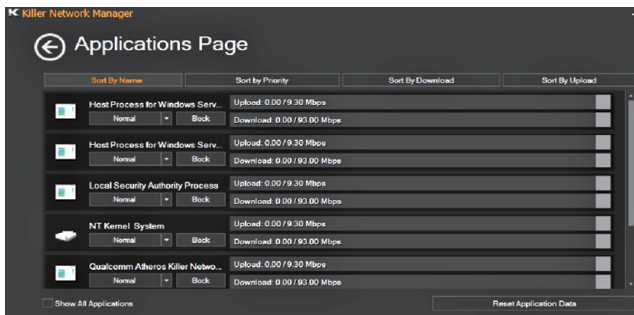 Killer Network Manager
Applications Page
Sort By Name Sort by Priority Sort By Download Sort By Upload
Host Process for Windows Serv...
Upload: 0.00 / 9.30 Mbps
Normal Block
Download: 0.00 / 93.00 Mbps
Host Process for Windows Serv...
Upload: 0.00 / 9.30 Mbps
Normal Block
Download: 0.00 / 93.00 Mbps
Local Security Authority Process
Upload: 0.00 / 9.30 Mbps
Normal Block
Download: 0.00 / 93.00 Mbps
NT Kernel System
Upload: 0.00 / 9.30 Mbps
Normal Block
Download: 0.00 / 93.00 Mbps
Qualcomm Atheros Killer Netwo...
Upload: 0.00 / 9.30 Mbps
Normal Block
Download: 0.00 / 93.00 Mbps
Show All Applications Reset Application Data